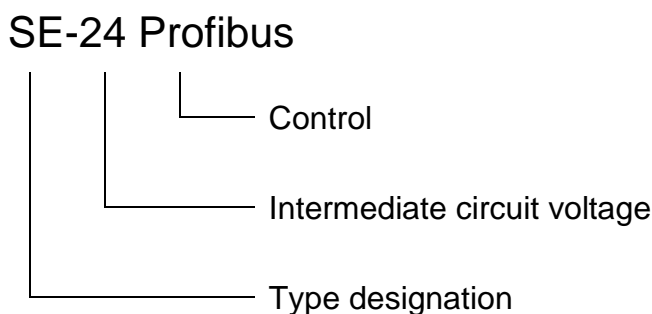 SE-24 Profibus
Control
Intermediate circuit voltage
Type designation